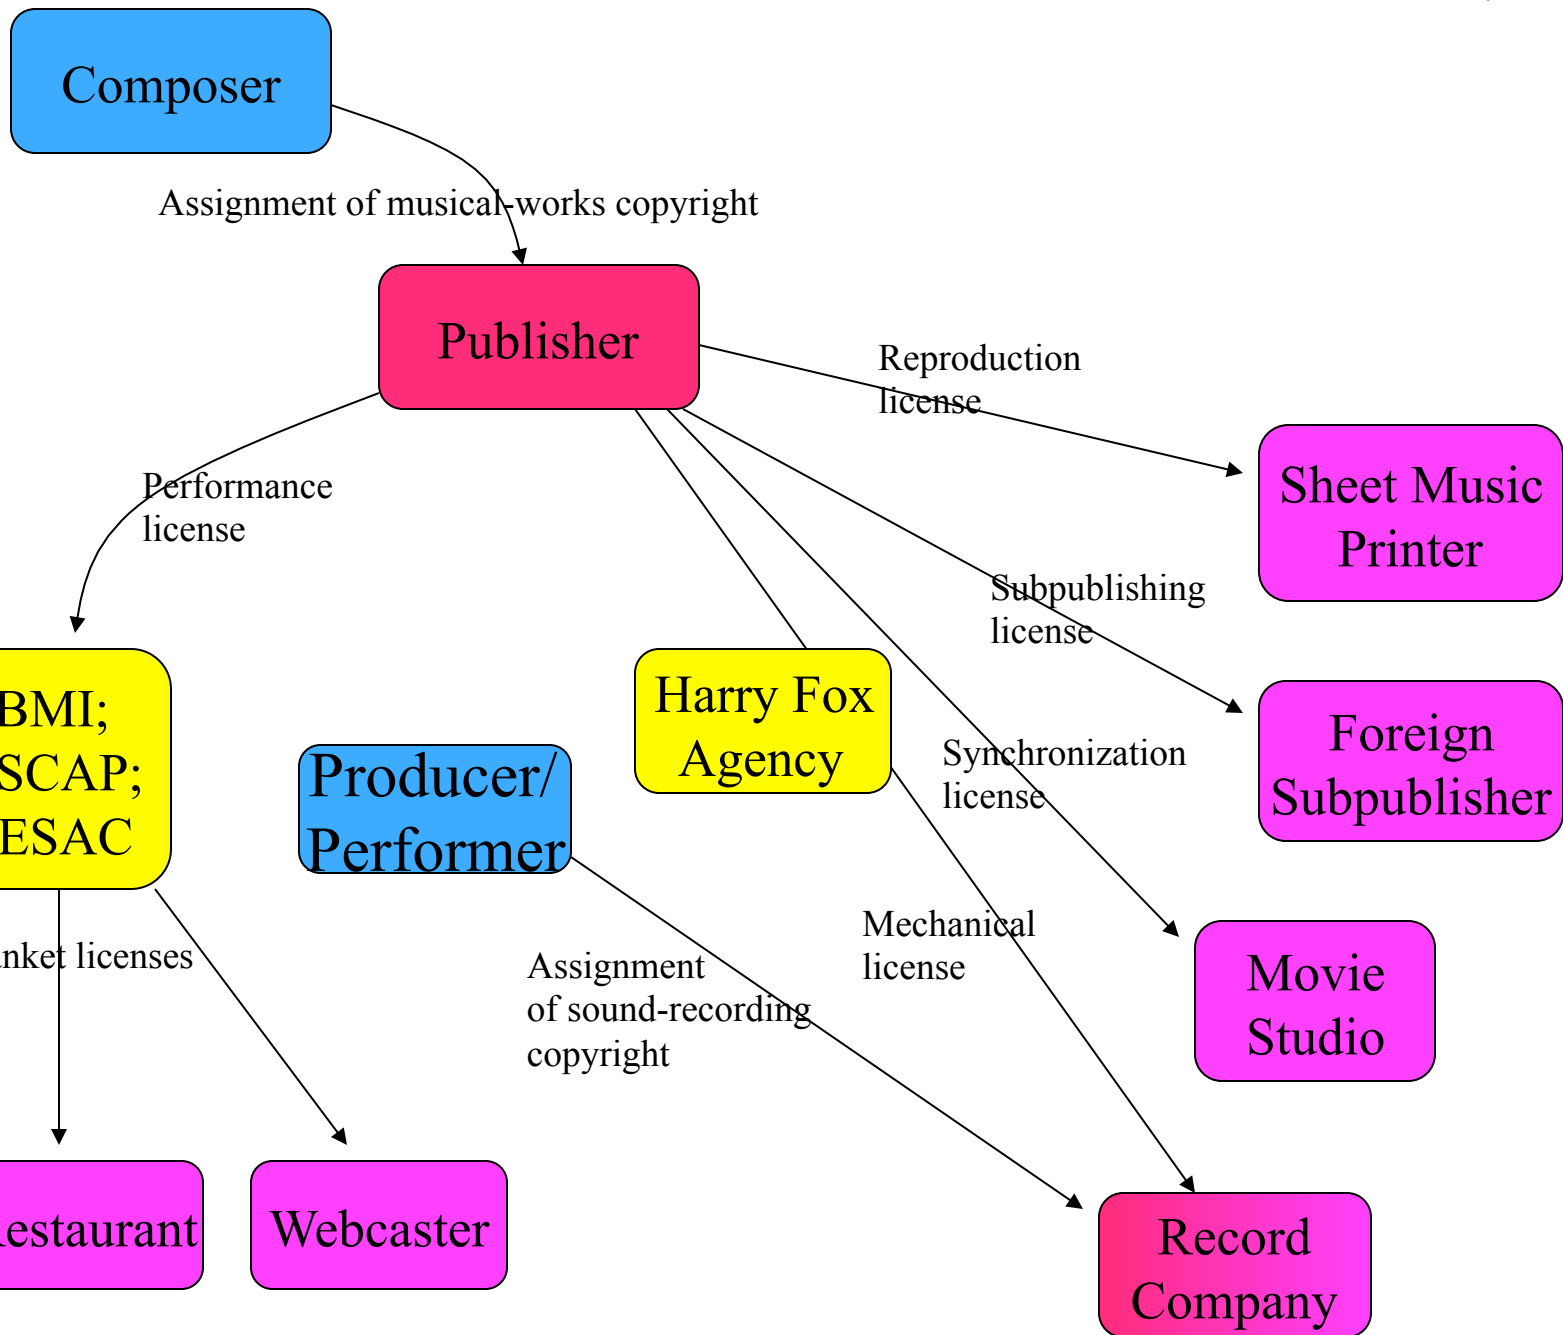 Composer
Assignment of musical-works copyright
Publisher
Reproduction
license
Performance
license
Sheet Music
Printer
Subpublishing
license
BMI;
SCAP;
ESAC
Harry Fox
Agency
Producer/
Performer
Foreign
Subpublisher
Synchronization
license
Mechanical
license
nket licenses
Assignment
of sound-recording
copyright
Movie
Studio
estaurant
Webcaster
Record
Company